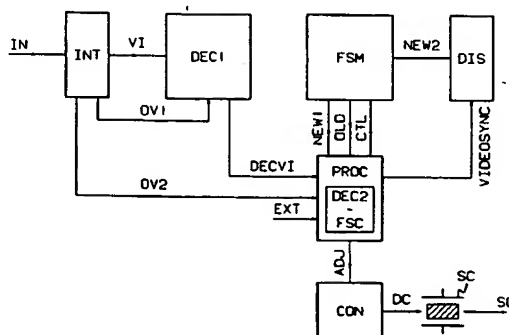 IN
INT
VI
DEC1
OV1
OV2
DECVI
EXT
FSM
NEW2
DIS
NEW1
OLD
CTL
VIDEOSYNC
PROC
DEC2
-
FSC
ADJ
CON
DC
SC